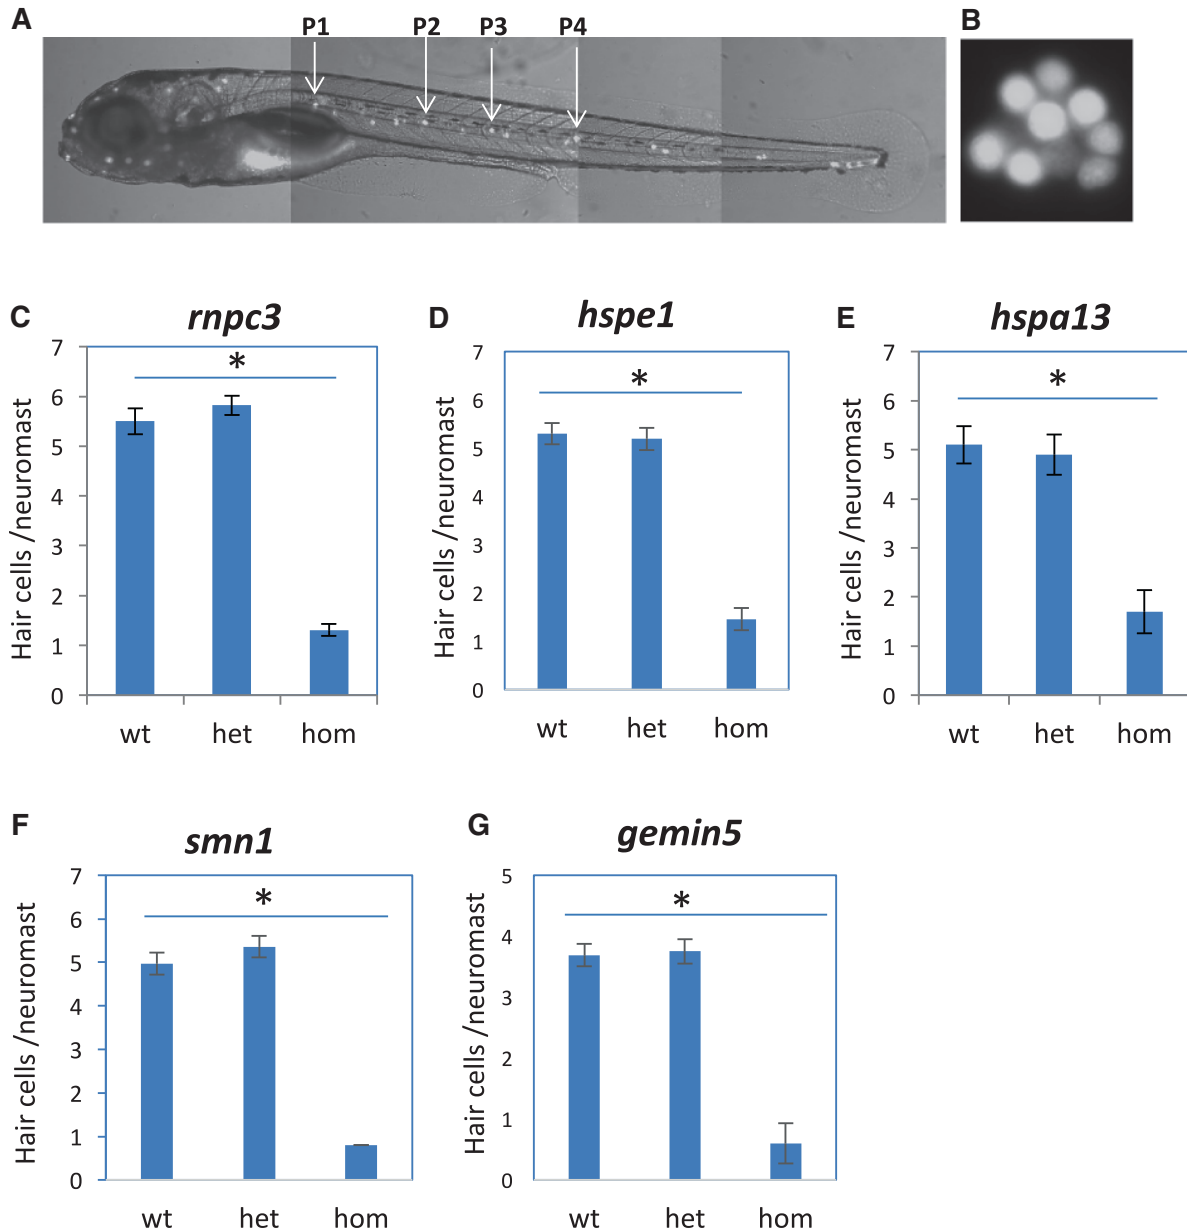 A
P1 P2 P3 P4
B
C
rnpc3
*
Hair cells /neuromast
7
6
5
4
3
2
1
0
wt het hom
D
hspe1
*
Hair cells /neuromast
7
6
5
4
3
2
1
0
wt het hom
E
hspa13
*
Hair cells /neuromast
7
6
5
4
3
2
1
0
wt het hom
F
smn1
*
Hair cells /neuromast
7
6
5
4
3
2
1
0
wt het hom
G
gemin5
*
Hair cells /neuromast
5
4
3
2
1
0
wt het hom